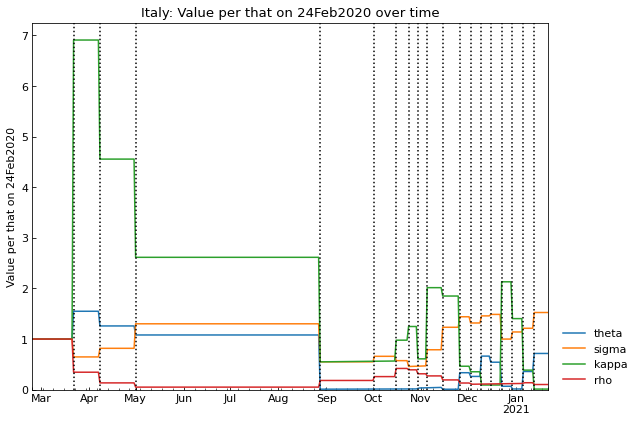 Italy: Value per that on 24Feb2020 over time
Value per that on 24Feb2020
7
6
5
4
3
2
1
0
Mar Apr May Jun Jul Aug Sep Oct Nov Dec Jan
2021
theta
sigma
kappa
rho